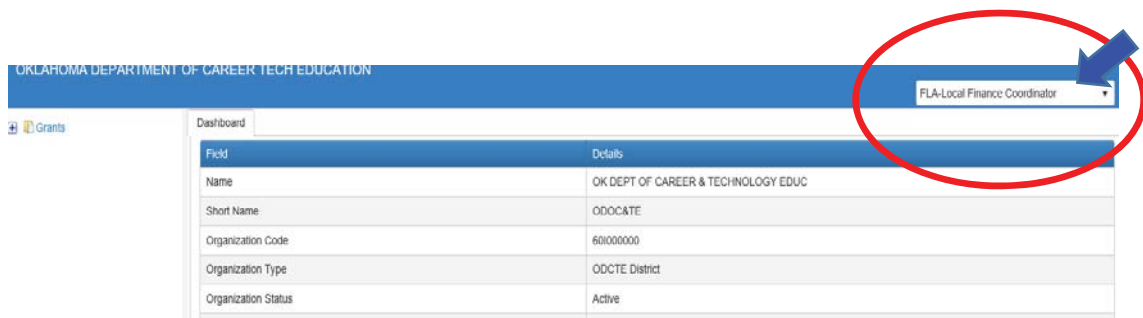 OKLAHOMA DEPARTMENT OF CAREER TECH EDUCATION
FLA-Local Finance Coordinator
Grants
Dashboard
Field Details
Name OK DEPT OF CAREER & TECHNOLOGY EDUC
Short Name ODOC&TE
Organization Code 60I000000
Organization Type ODCTE District
Organization Status Active